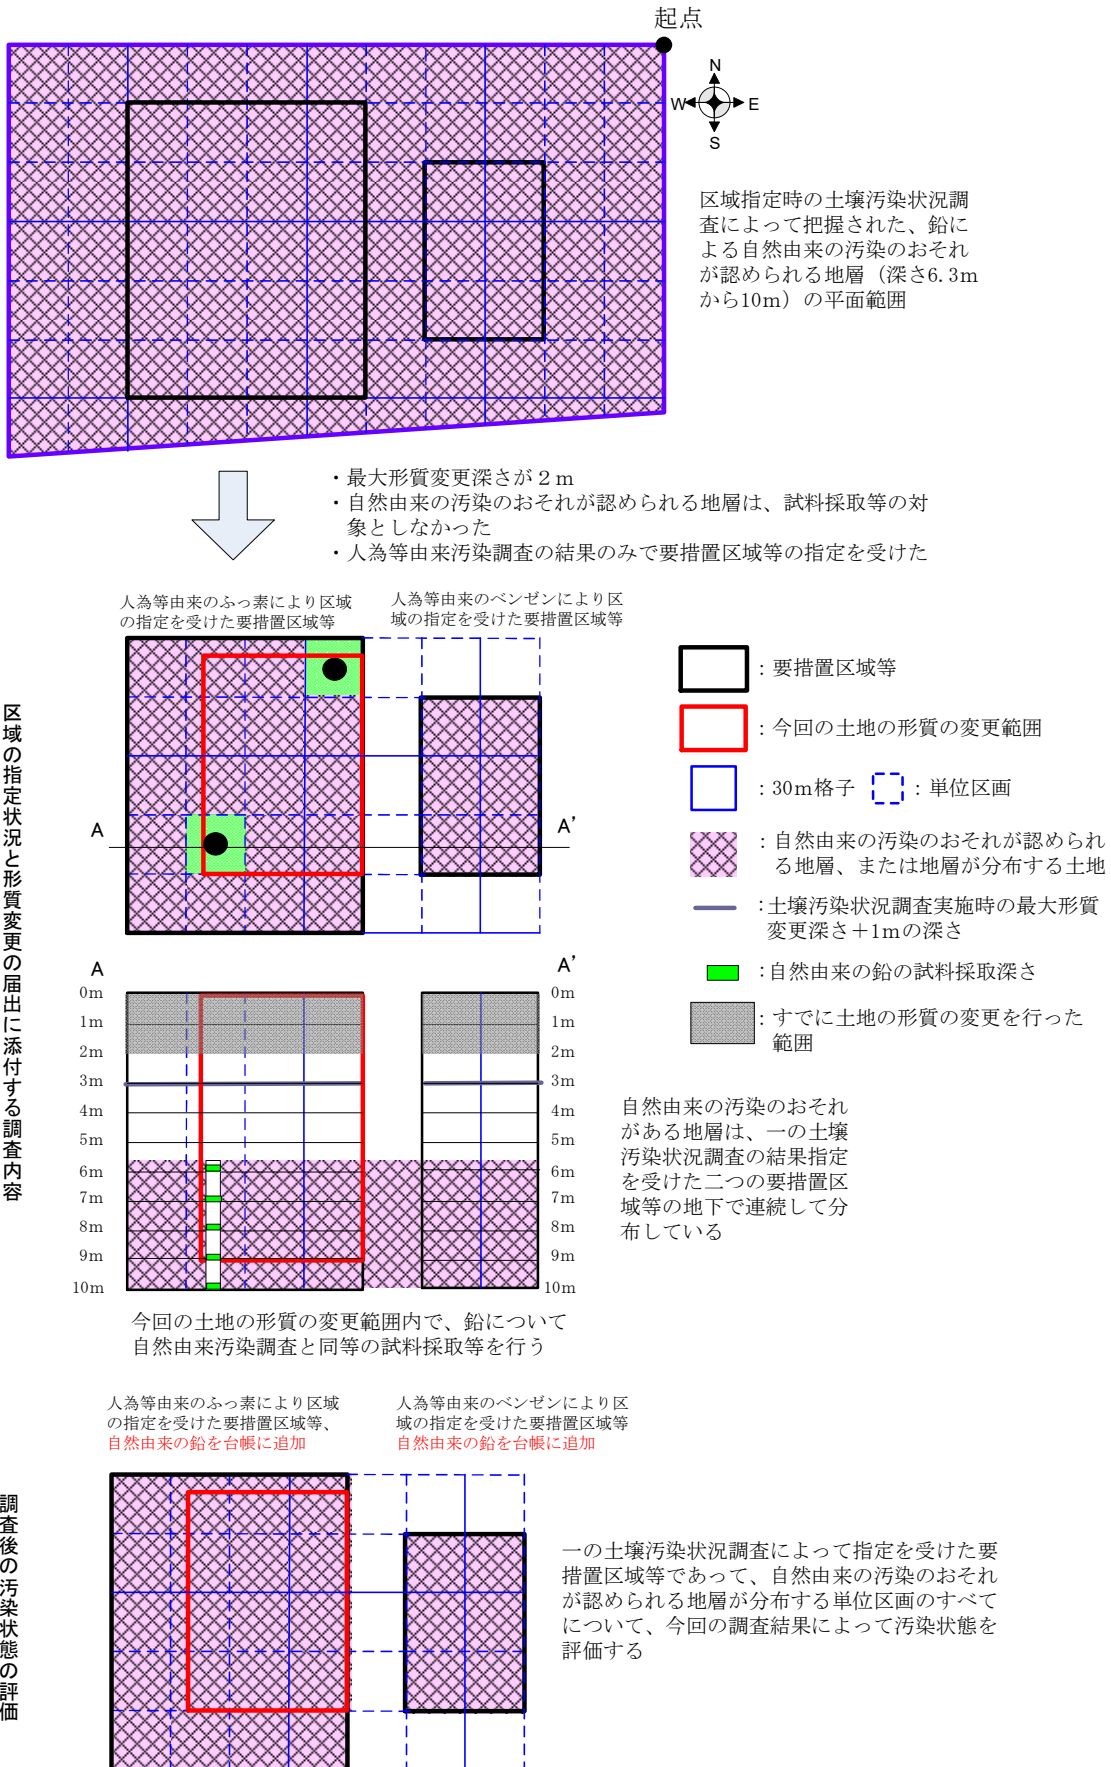 起点
N
W
E
S
区域指定時の土壌汚染状況調
査によって把握された、鉛に
よる自然由来の汚染のおそれ
が認められる地層（深さ6.3m
から10m）の平面範囲
・最大形質変更深さが２m
・自然由来の汚染のおそれが認められる地層は、試料採取等の対
象としなかった
・人為等由来汚染調査の結果のみで要措置区域等の指定を受けた
区域の指定状況と形質変更の届出に添付する調査内容
人為等由来のふっ素により区域
の指定を受けた要措置区域等
人為等由来のベンゼンにより区
域の指定を受けた要措置区域等
A
A’
：要措置区域等
：今回の土地の形質の変更範囲
：30m格子
：単位区画
：自然由来の汚染のおそれが認められ
る地層、または地層が分布する土地
：土壌汚染状況調査実施時の最大形質
変更深さ＋1mの深さ
：自然由来の鉛の試料採取深さ
：すでに土地の形質の変更を行った
範囲
A
A’
0m
0m
1m
1m
2m
2m
3m
3m
4m
4m
5m
5m
6m
6m
7m
7m
8m
8m
9m
9m
10m
10m
自然由来の汚染のおそれ
がある地層は、一の土壌
汚染状況調査の結果指定
を受けた二つの要措置区
域等の地下で連続して分
布している
今回の土地の形質の変更範囲内で、鉛について
自然由来汚染調査と同等の試料採取等を行う
調査後の汚染状態の評価
人為等由来のふっ素により区域
の指定を受けた要措置区域等、
自然由来の鉛を台帳に追加
人為等由来のベンゼンにより区
域の指定を受けた要措置区域等
自然由来の鉛を台帳に追加
一の土壌汚染状況調査によって指定を受けた要
措置区域等であって、自然由来の汚染のおそれ
が認められる地層が分布する単位区画のすべて
について、今回の調査結果によって汚染状態を
評価する